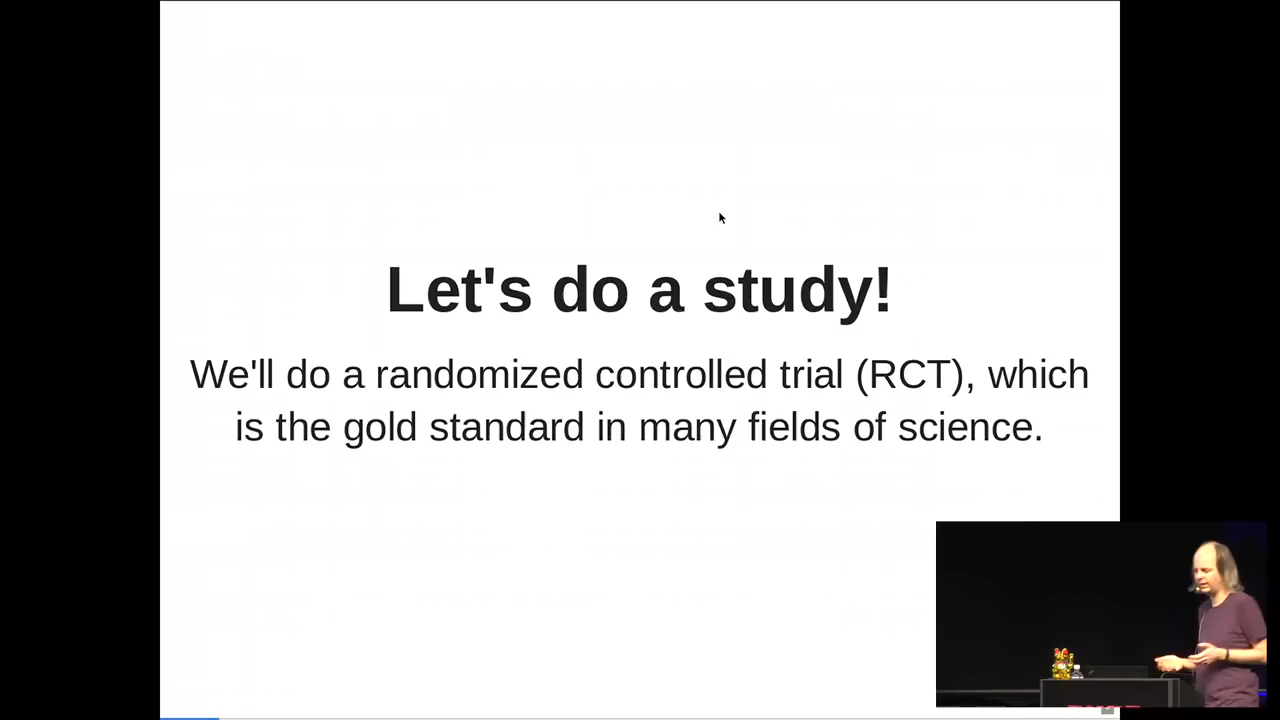 Let's do a study!
We'll do a randomized controlled trial (RCT), which
is the gold standard in many fields of science.